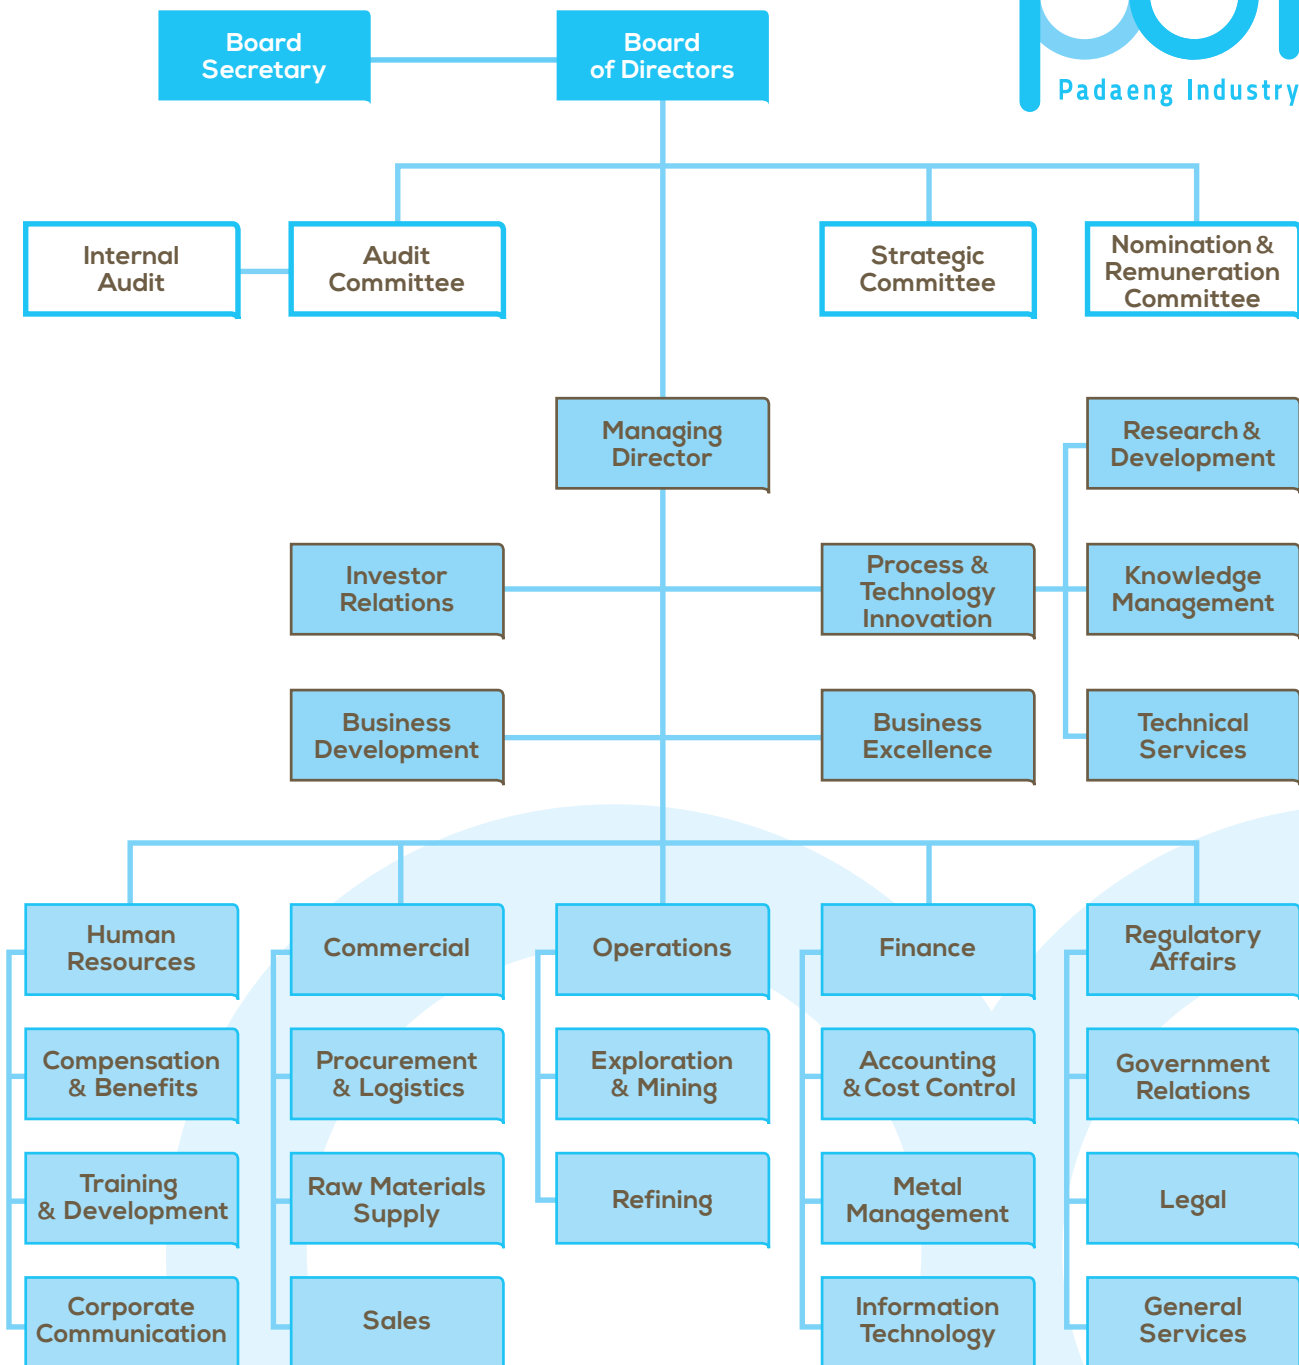 Board
Secretary
Board
of Directors
Padaeng Industry
Internal
Audit
Audit
Committee
Strategic
Committee
Nomination &
Remuneration
Committee
Managing
Director
Research &
Development
Investor
Relations
Process &
Technology
Innovation
Knowledge
Management
Business
Development
Business
Excellence
Technical
Services
Human
Resources
Commercial
Operations
Finance
Regulatory
Affairs
Compensation
& Benefits
Procurement
& Logistics
Exploration
& Mining
Accounting
& Cost Control
Government
Relations
Training
& Development
Raw Materials
Supply
Refining
Metal
Management
Legal
Corporate
Communication
Sales
Information
Technology
General
Services